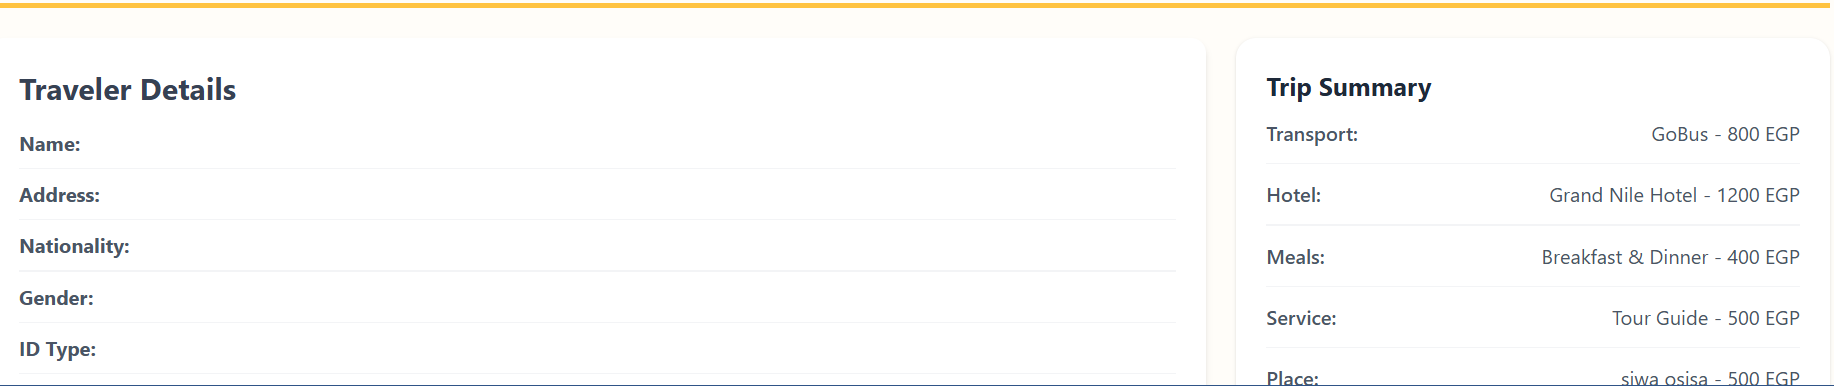 Traveler Details
Name:
Address:
Nationality:
Gender:
ID Type:
Trip Summary
Transport: GoBus - 800 EGP
Hotel: Grand Nile Hotel - 1200 EGP
Meals: Breakfast & Dinner - 400 EGP
Service: Tour Guide - 500 EGP
Place: siwa osisa - 500 EGP